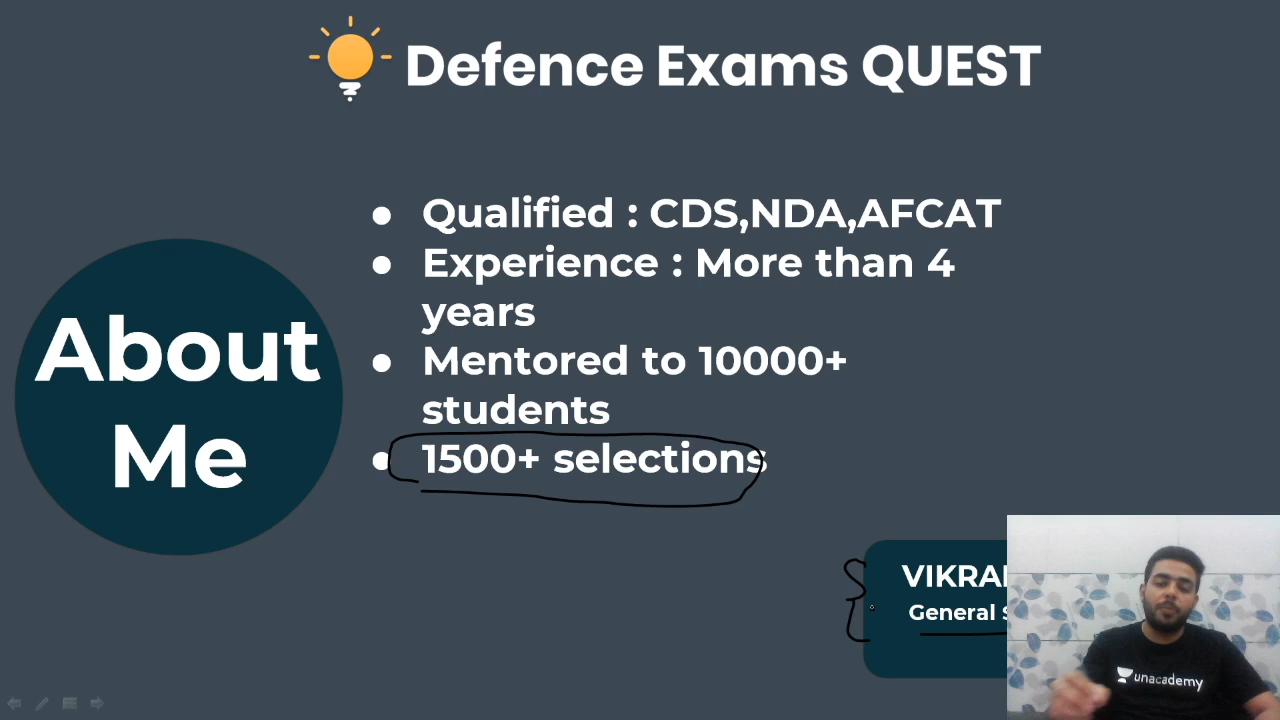 Defence Exams QUEST
About
Me
● Qualified : CDS,NDA,AFCAT
● Experience : More than 4
years
● Mentored to 10000+
students
● 1500+ selections
General
unacademy